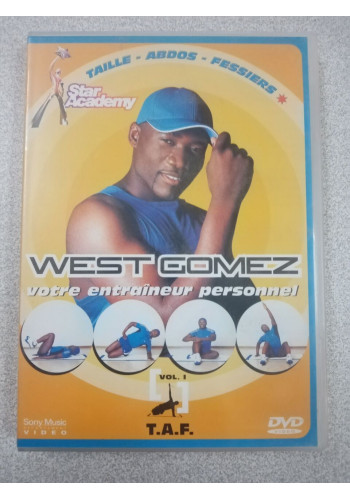 TAILLE - ABDOS - FESSIERS
Star
Academy
WEST GOMEZ
votre entraîneur personnel
VOL. 1
T.A.F.
Sony Music
VIDEO
DVD